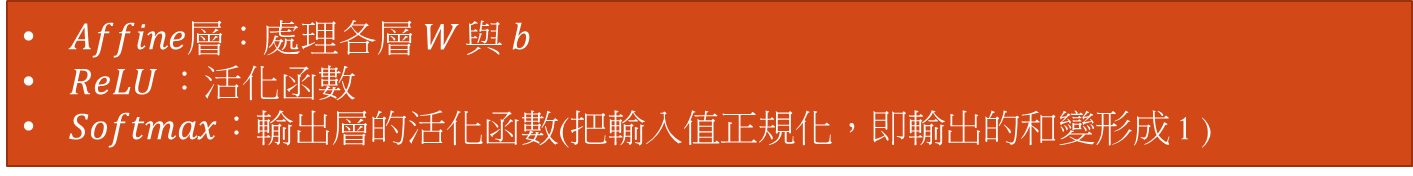 • Affine層：處理各層 W 與 b
• ReLU ：活化函數
• Softmax：輸出層的活化函數(把輸入值正規化，即輸出的和變形成 1 )